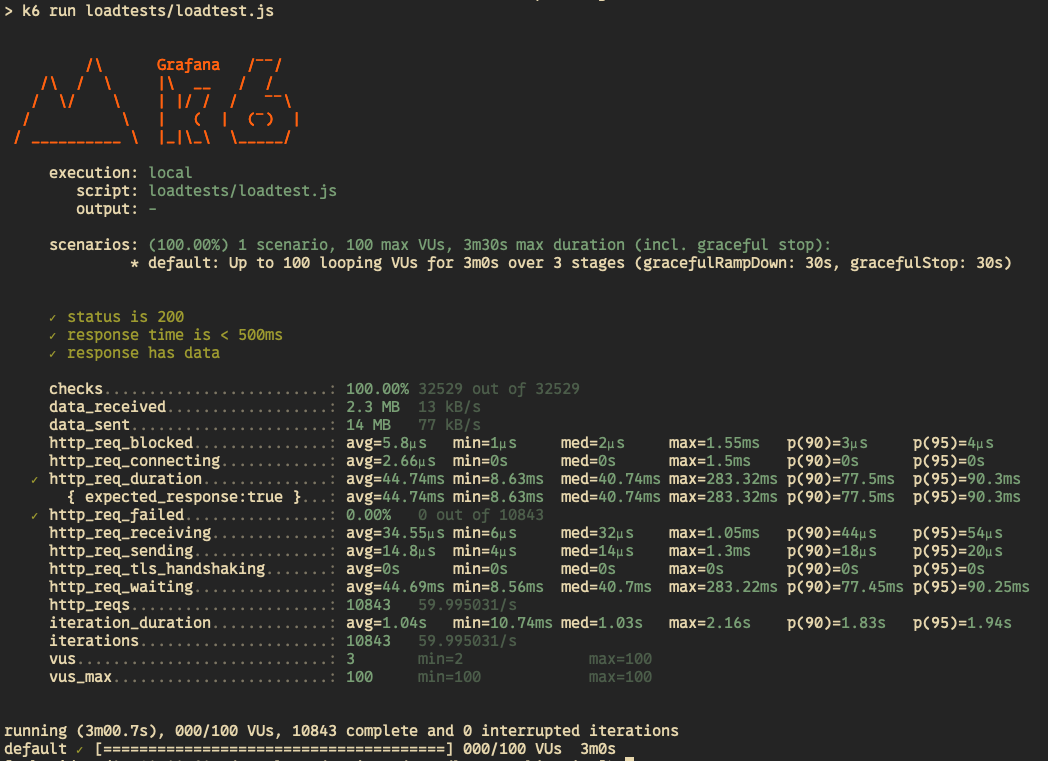 > k6 run loadtests/loadtest.js
Grafana
execution: local
script: loadtests/loadtest.js
output: -
scenarios: (100.00%) 1 scenario, 100 max VUs, 3m30s max duration (incl. graceful stop):
* default: Up to 100 looping VUs for 3m0s over 3 stages (gracefulRampDown: 30s, gracefulStop: 30s)
✓ status is 200
✓ response time is < 500ms
✓ response has data
checks.........................: 100.00% 32529 out of 32529
data_received..................: 2.3 MB 13 kB/s
data_sent......................: 14 MB 77 kB/s
http_req_blocked...............: avg=5.8µs min=1µs med=2µs max=1.55ms p(90)=3µs p(95)=4µs
http_req_connecting............: avg=2.66µs min=0s med=0s max=1.5ms p(90)=0s p(95)=0s
✓ http_req_duration..............: avg=44.74ms min=8.63ms med=40.74ms max=283.32ms p(90)=77.5ms p(95)=90.3ms
{ expected_response:true }...: avg=44.74ms min=8.63ms med=40.74ms max=283.32ms p(90)=77.5ms p(95)=90.3ms
✓ http_req_failed................: 0.00% 0 out of 10843
http_req_receiving.............: avg=34.55µs min=6µs med=32µs max=1.05ms p(90)=44µs p(95)=54µs
http_req_sending...............: avg=14.8µs min=4µs med=14µs max=1.3ms p(90)=18µs p(95)=20µs
http_req_tls_handshaking.......: avg=0s min=0s med=0s max=0s p(90)=0s p(95)=0s
http_req_waiting...............: avg=44.69ms min=8.56ms med=40.7ms max=283.22ms p(90)=77.45ms p(95)=90.25ms
http_reqs......................: 10843 59.995031/s
iteration_duration.............: avg=1.04s min=10.74ms med=1.03s max=2.16s p(90)=1.83s p(95)=1.94s
iterations.....................: 10843 59.995031/s
vus............................: 3 min=2 max=100
vus_max........................: 100 min=100 max=100
running (3m00.7s), 000/100 VUs, 10843 complete and 0 interrupted iterations
default ✓ [======================================] 000/100 VUs 3m0s